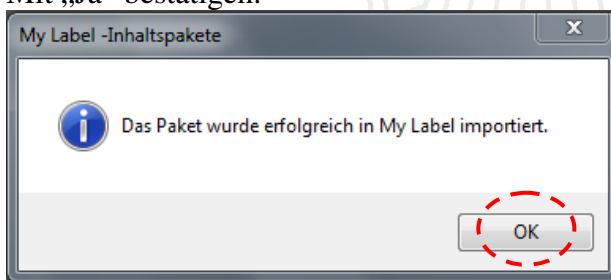 Mit „Ja“ bestätigen.
My Label -Inhaltspakete
Das Paket wurde erfolgreich in My Label importiert.
OK